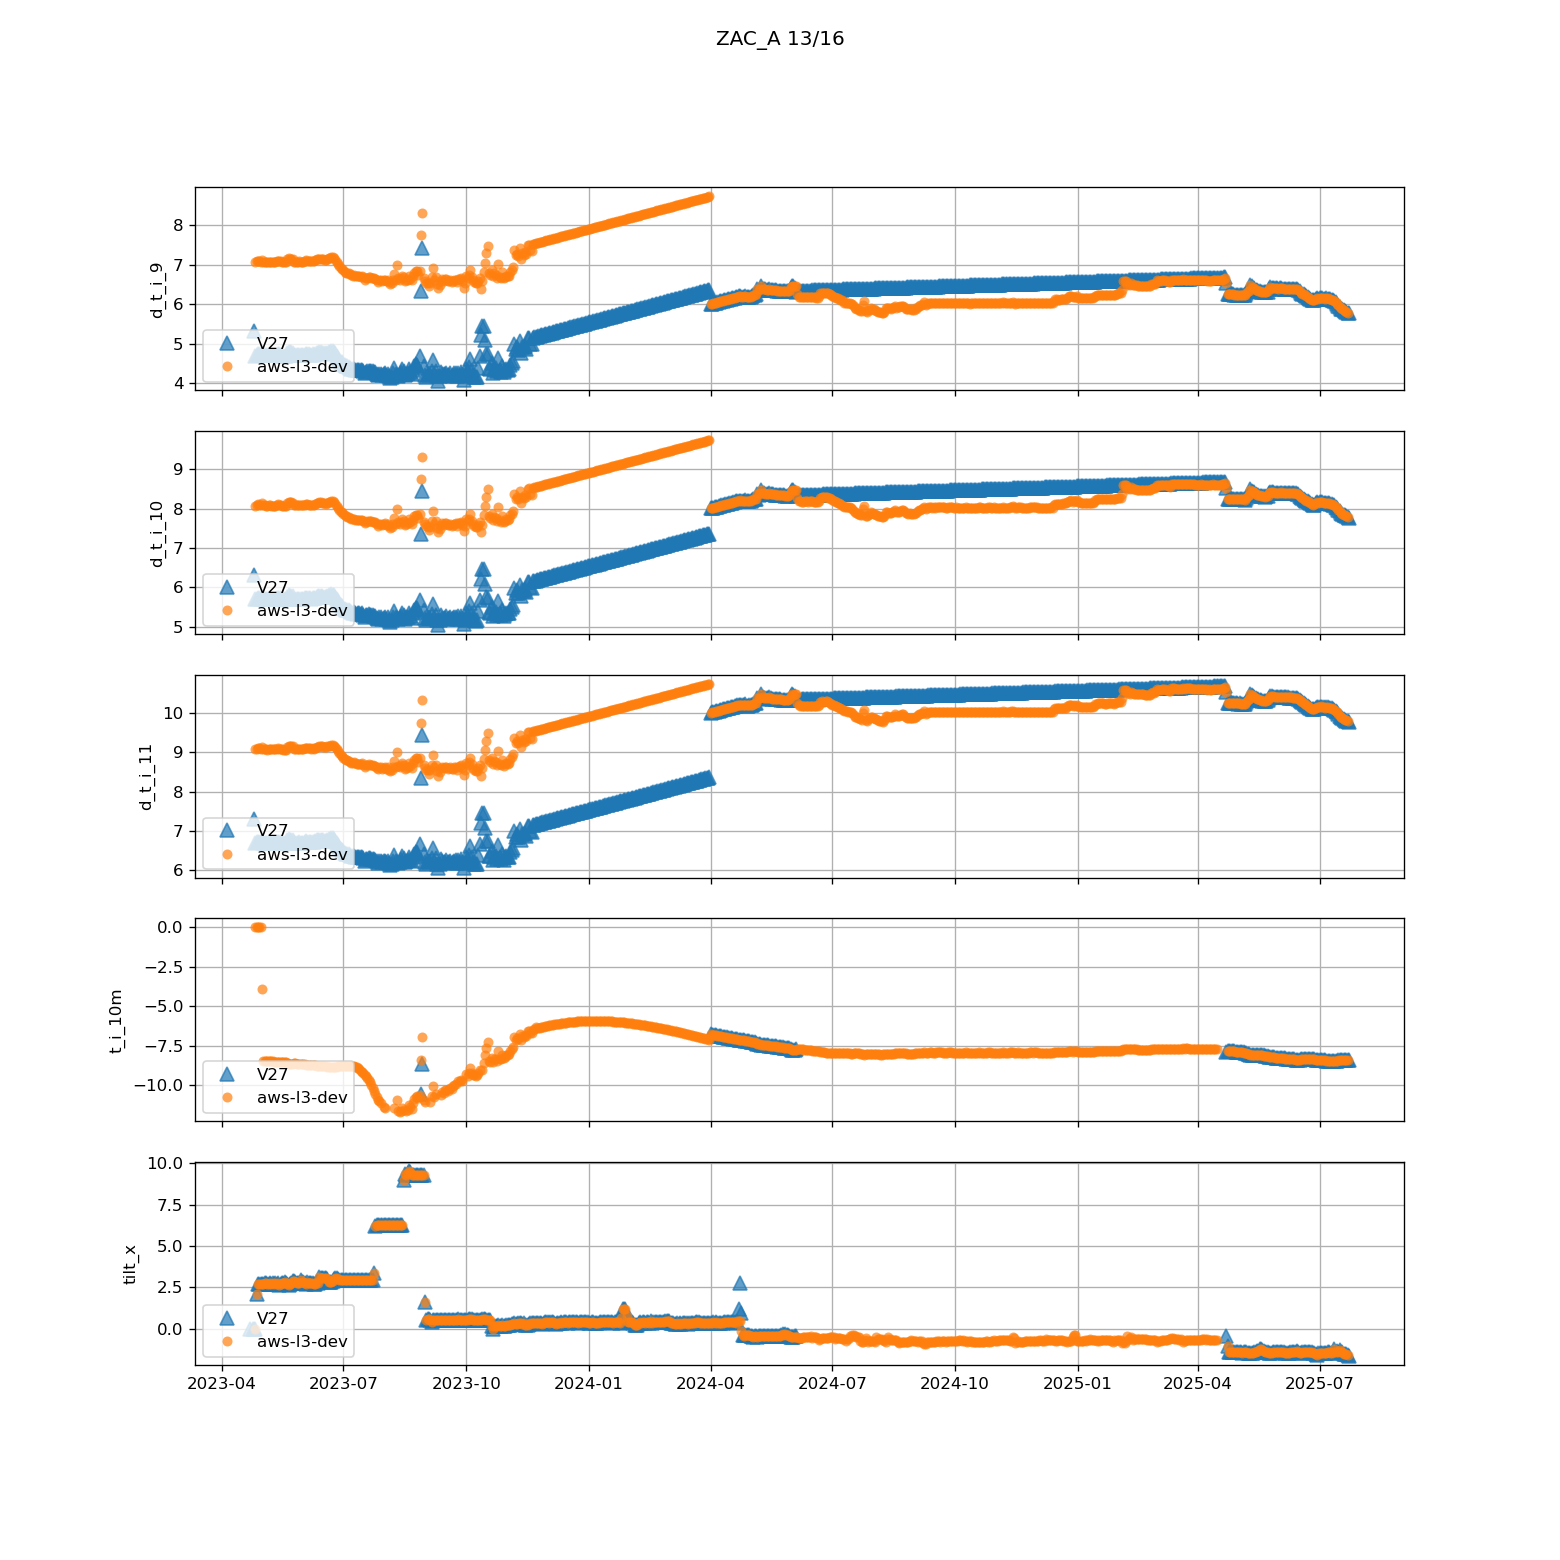 ZAC_A 13/16
d_t_i_9
8
7
6
5
4
V27
aws-l3-dev
d_t_i_10
9
8
7
6
5
V27
aws-l3-dev
d_t_i_11
10
9
8
7
6
V27
aws-l3-dev
t_i_10m
0.0
−2.5
−5.0
−7.5
−10.0
V27
aws-l3-dev
tilt_x
10.0
7.5
5.0
2.5
0.0
V27
aws-l3-dev
2023-04 2023-07 2023-10 2024-01 2024-04 2024-07 2024-10 2025-01 2025-04 2025-07